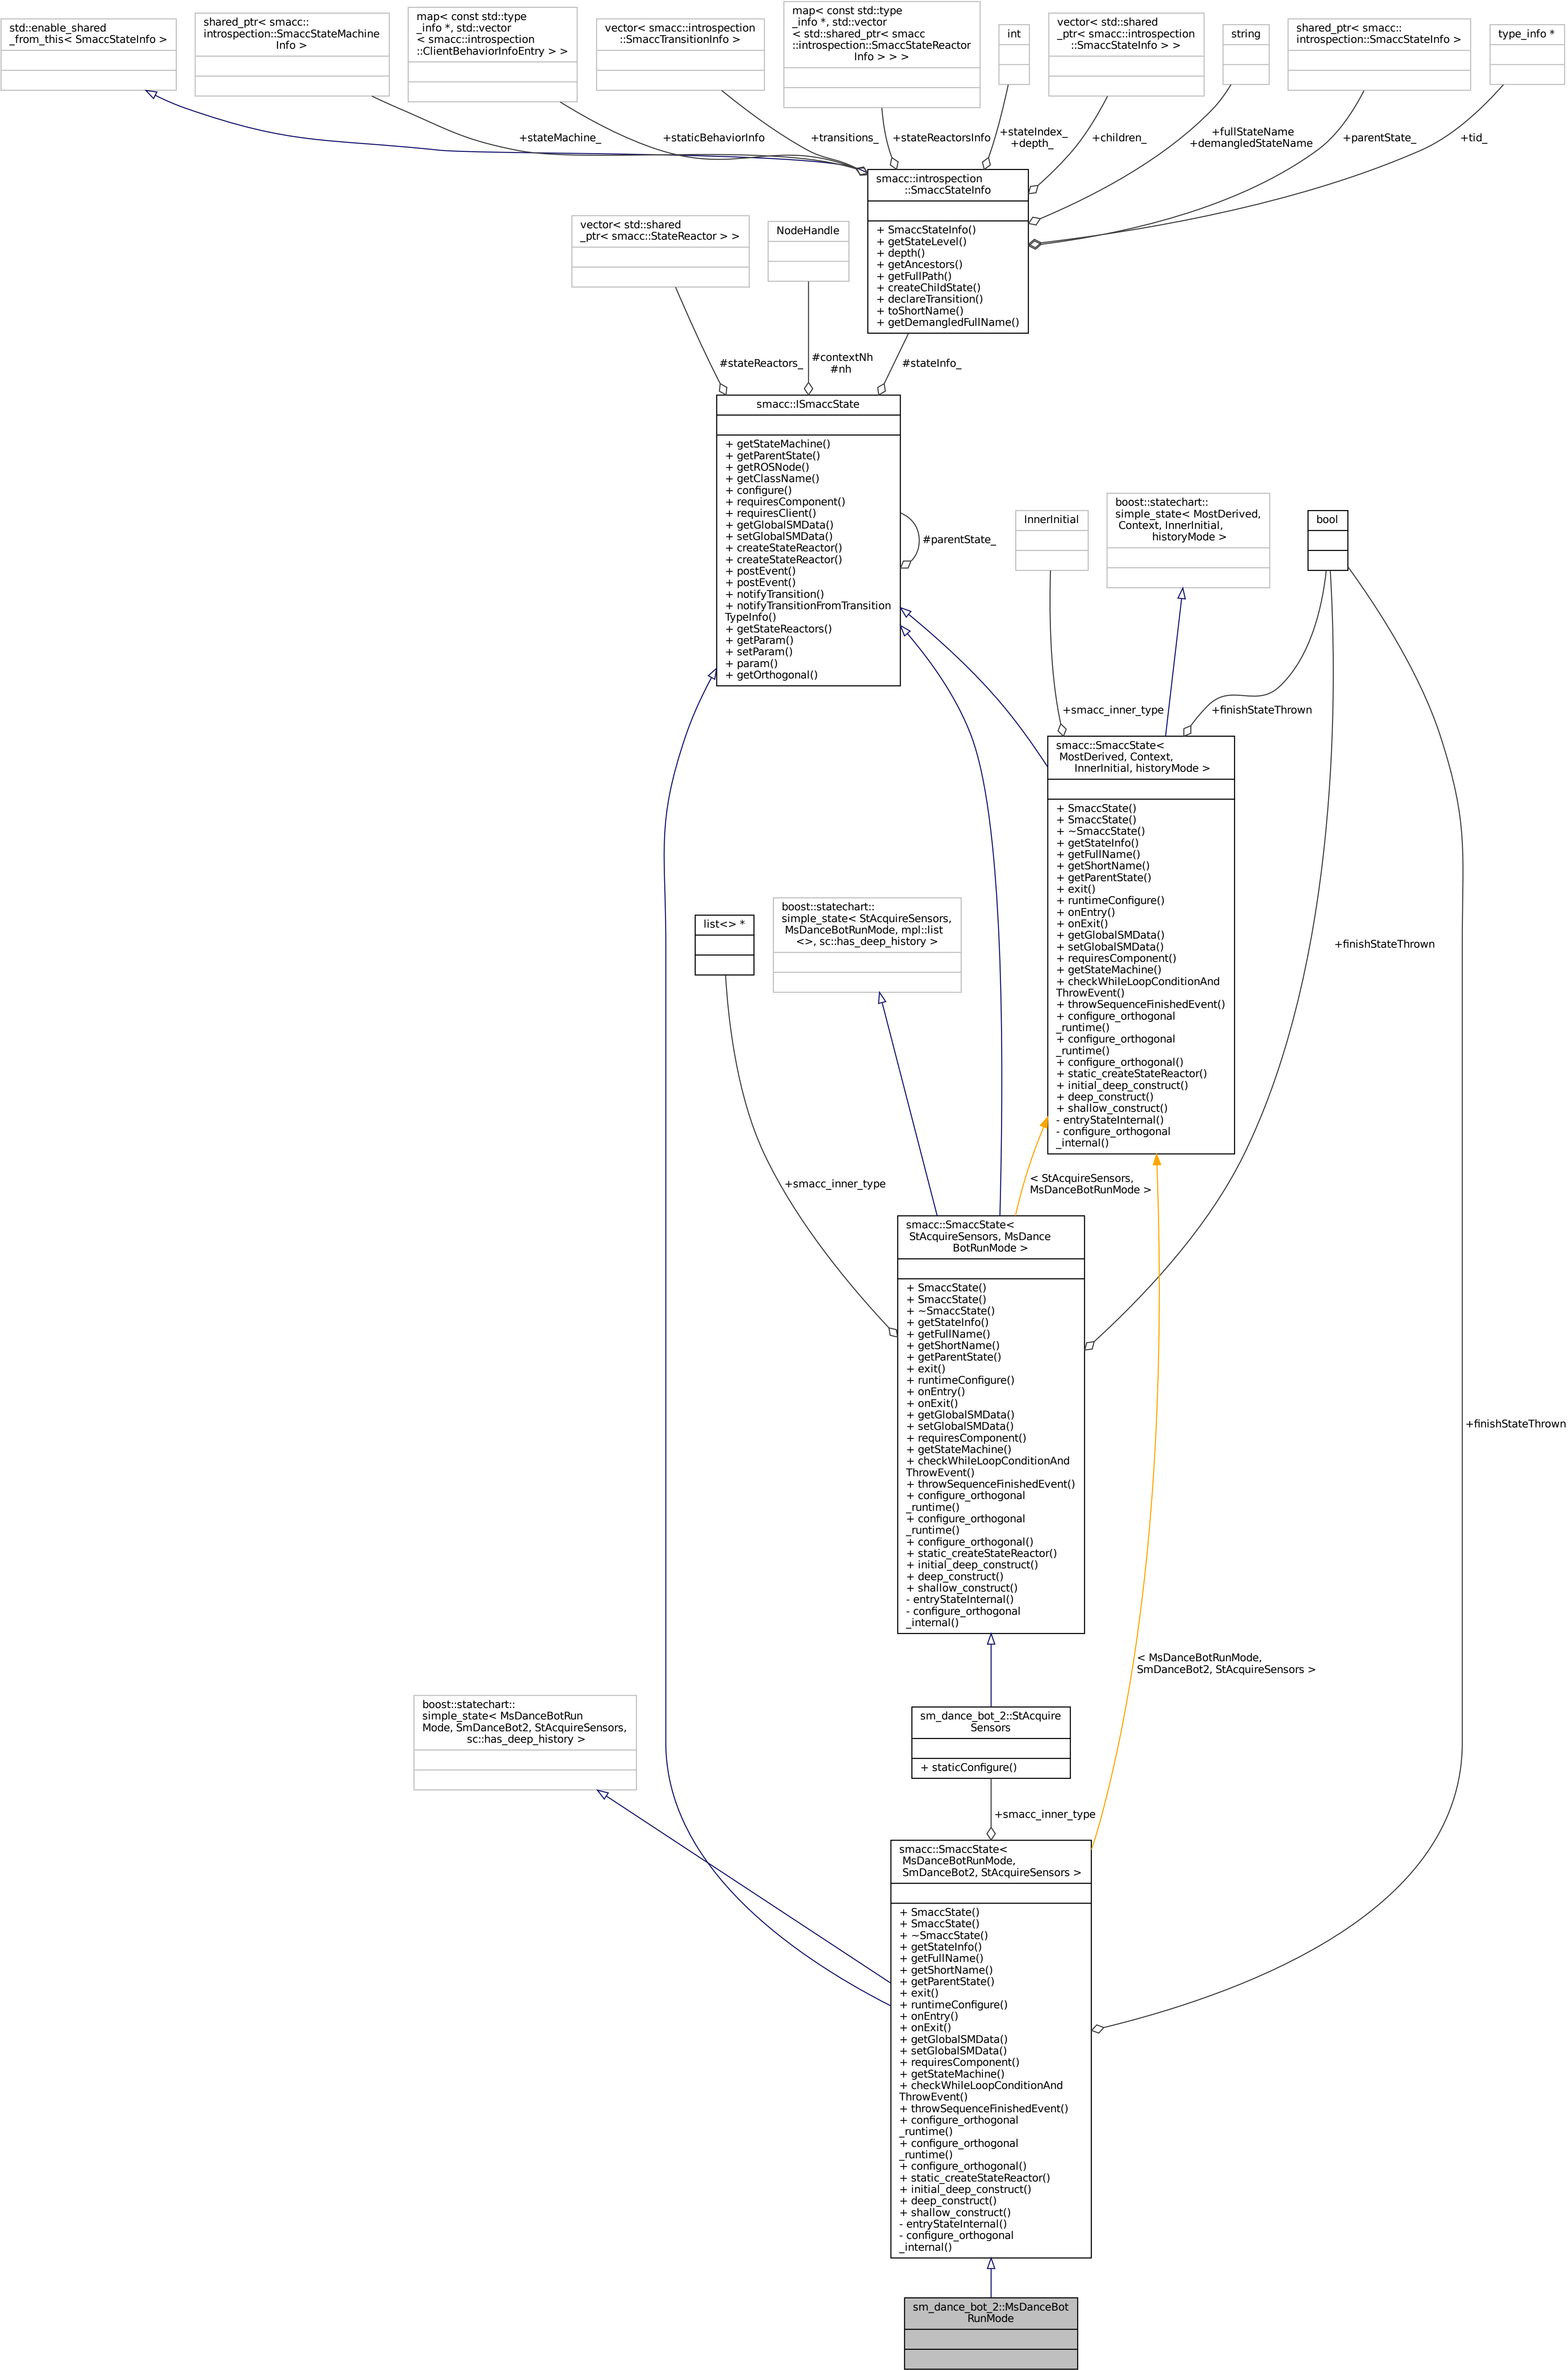 std::enable_shared
_from_this< SmaccStateInfo >
shared_ptr< smacc::
introspection::SmaccStateMachine
Info >
map< const std::type
_info *, std::vector
< smacc::introspection
::ClientBehaviorInfoEntry > >
vector< smacc::introspection
::SmaccTransitionInfo >
map< const std::type
_info *, std::vector
< std::shared_ptr< smacc
::introspection::SmaccStateReactor
Info > > >
int
vector< std::shared
_ptr< smacc::introspection
::SmaccStateInfo > >
string
shared_ptr< smacc::
introspection::SmaccStateInfo >
type_info *
+stateMachine_
+staticBehaviorInfo
+transitions_
+stateReactorsInfo
+stateIndex_
+depth_
+children_
+fullStateName
+demangledStateName
+parentState_
+tid_
smacc::introspection
::SmaccStateInfo
+ SmaccStateInfo()
+ getStateLevel()
+ depth()
+ getAncestors()
+ getFullPath()
+ createChildState()
+ declareTransition()
+ toShortName()
+ getDemangledFullName()
vector< std::shared
_ptr< smacc::StateReactor > >
NodeHandle
#stateReactors_
#contextNh
#nh
#stateInfo_
smacc::ISmaccState
+ getStateMachine()
+ getParentState()
+ getROSNode()
+ getClassName()
+ configure()
+ requiresComponent()
+ requiresClient()
+ getGlobalSMData()
+ setGlobalSMData()
+ createStateReactor()
+ createStateReactor()
+ postEvent()
+ postEvent()
+ notifyTransition()
+ notifyTransitionFromTransition
TypeInfo()
+ getStateReactors()
+ getParam()
+ setParam()
+ param()
+ getOrthogonal()
#parentState_
InnerInitial
boost::statechart::
simple_state< MostDerived,
Context, InnerInitial,
historyMode >
bool
+smacc_inner_type
+finishStateThrown
smacc::SmaccState<
MostDerived, Context,
InnerInitial, historyMode >
+ SmaccState()
+ SmaccState()
+ ~SmaccState()
+ getStateInfo()
+ getFullName()
+ getShortName()
+ getParentState()
+ exit()
+ runtimeConfigure()
+ onEntry()
+ onExit()
+ getGlobalSMData()
+ setGlobalSMData()
+ requiresComponent()
+ getStateMachine()
+ checkWhileLoopConditionAnd
ThrowEvent()
+ throwSequenceFinishedEvent()
+ configure_orthogonal
_runtime()
+ configure_orthogonal
_runtime()
+ configure_orthogonal()
+ static_createStateReactor()
+ initial_deep_construct()
+ deep_construct()
+ shallow_construct()
- entryStateInternal()
- configure_orthogonal
_internal()
list<> *
boost::statechart::
simple_state< StAcquireSensors,
MsDanceBotRunMode, mpl::list
<>, sc::has_deep_history >
+finishStateThrown
+smacc_inner_type
< StAcquireSensors,
MsDanceBotRunMode >
smacc::SmaccState<
StAcquireSensors, MsDance
BotRunMode >
+ SmaccState()
+ SmaccState()
+ ~SmaccState()
+ getStateInfo()
+ getFullName()
+ getShortName()
+ getParentState()
+ exit()
+ runtimeConfigure()
+ onEntry()
+ onExit()
+ getGlobalSMData()
+ setGlobalSMData()
+ requiresComponent()
+ getStateMachine()
+ checkWhileLoopConditionAnd
ThrowEvent()
+ throwSequenceFinishedEvent()
+ configure_orthogonal
_runtime()
+ configure_orthogonal
_runtime()
+ configure_orthogonal()
+ static_createStateReactor()
+ initial_deep_construct()
+ deep_construct()
+ shallow_construct()
- entryStateInternal()
- configure_orthogonal
_internal()
+finishStateThrown
< MsDanceBotRunMode,
SmDanceBot2, StAcquireSensors >
boost::statechart::
simple_state< MsDanceBotRun
Mode, SmDanceBot2, StAcquireSensors,
sc::has_deep_history >
sm_dance_bot_2::StAcquire
Sensors
+ staticConfigure()
+smacc_inner_type
smacc::SmaccState<
MsDanceBotRunMode,
SmDanceBot2, StAcquireSensors >
+ SmaccState()
+ SmaccState()
+ ~SmaccState()
+ getStateInfo()
+ getFullName()
+ getShortName()
+ getParentState()
+ exit()
+ runtimeConfigure()
+ onEntry()
+ onExit()
+ getGlobalSMData()
+ setGlobalSMData()
+ requiresComponent()
+ getStateMachine()
+ checkWhileLoopConditionAnd
ThrowEvent()
+ throwSequenceFinishedEvent()
+ configure_orthogonal
_runtime()
+ configure_orthogonal
_runtime()
+ configure_orthogonal()
+ static_createStateReactor()
+ initial_deep_construct()
+ deep_construct()
+ shallow_construct()
- entryStateInternal()
- configure_orthogonal
_internal()
sm_dance_bot_2::MsDanceBot
RunMode